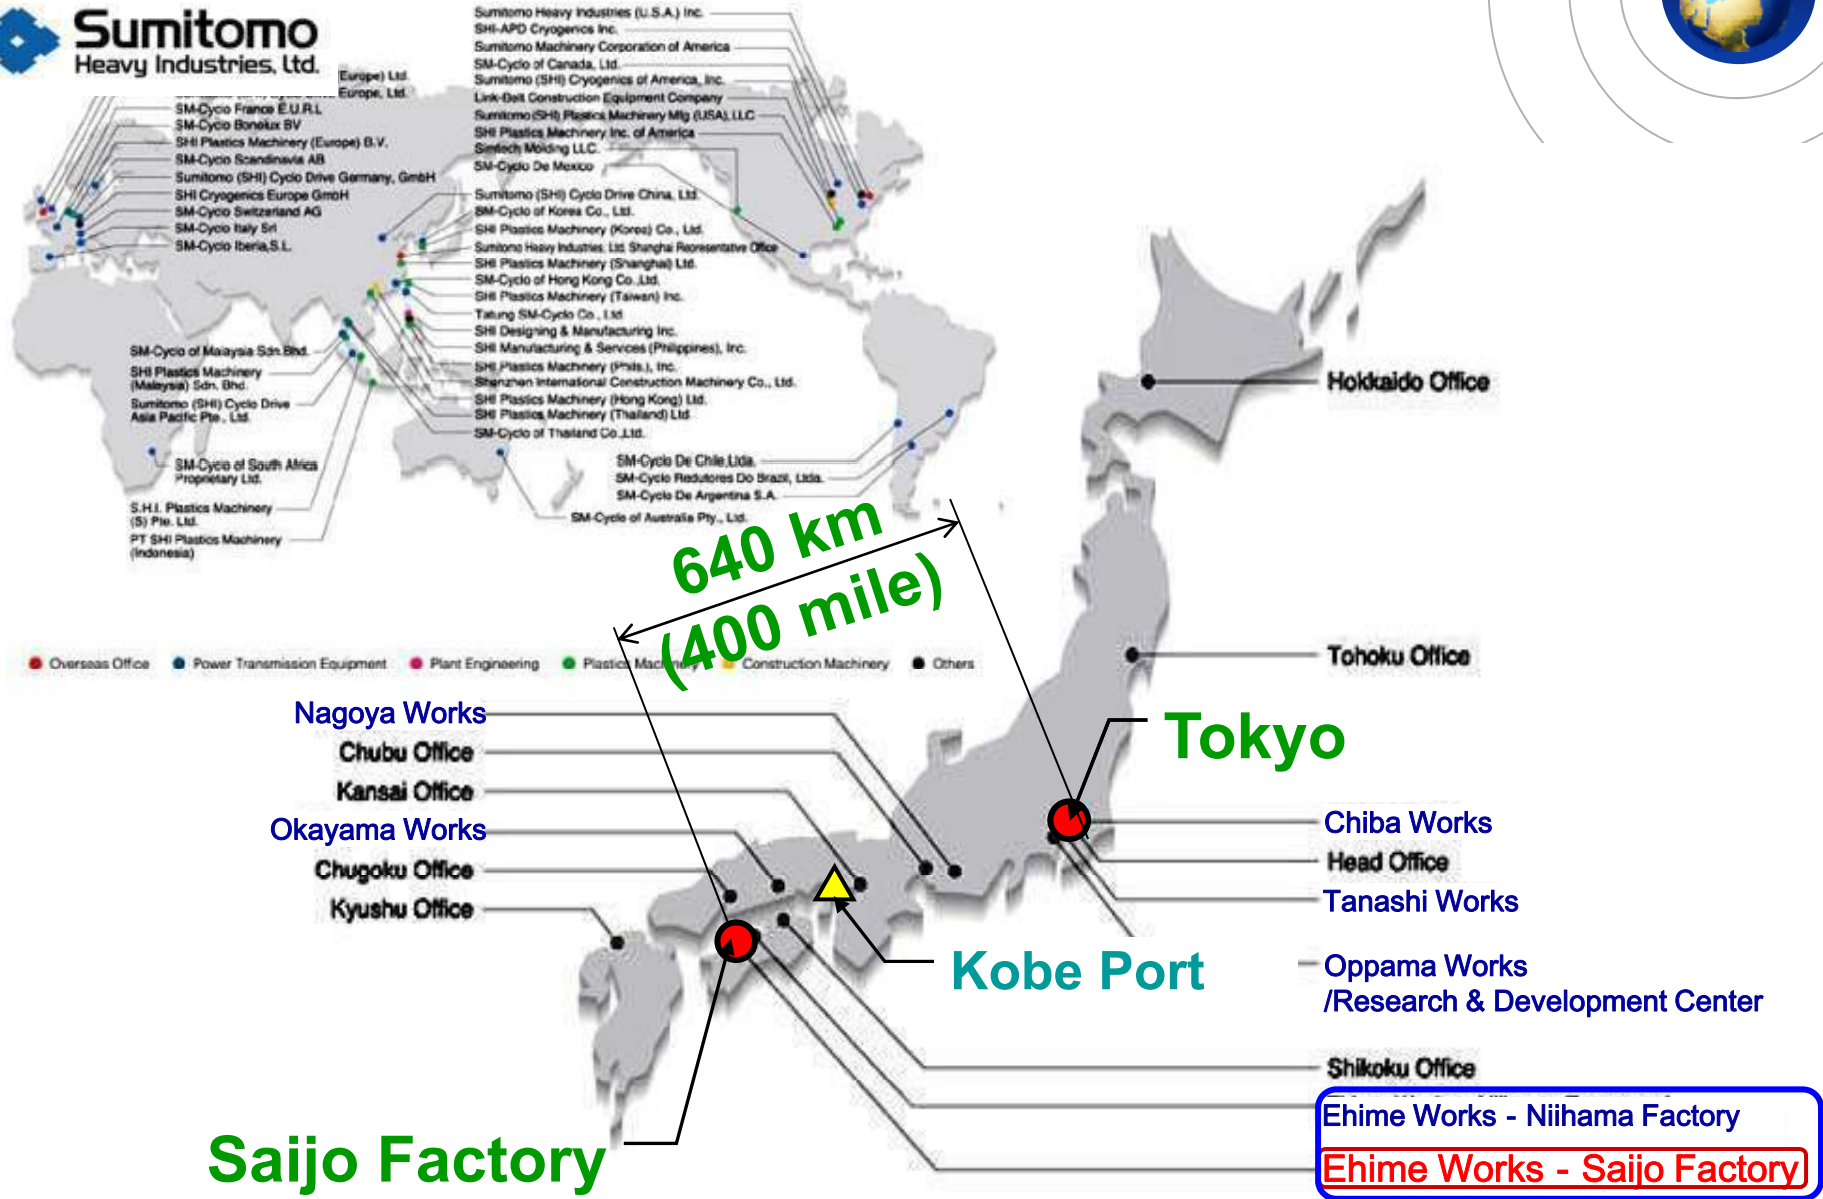 Sumitomo
Heavy Industries, Ltd.
Europe) Ltd.
Europe, Ltd.
SM-Cyclo France E.U.R.L
SM-Cyclo Benelux BV
SHI Plastics Machinery (Europe) B.V.
SM-Cyclo Scandinavia AB
Sumitomo (SHI) Cyclo Drive Germany, GmbH
SHI Cryogenics Europe GmbH
SM-Cyclo Switzerland AG
SM-Cyclo Italy Srl
SM-Cyclo Iberia,S.L.
Sumitomo Heavy Industries (U.S.A.) Inc.
SHI-APD Cryogenics Inc.
Sumitomo Machinery Corporation of America
SM-Cyclo of Canada, Ltd.
Sumitomo (SHI) Cryogenics of America, Inc.
Link-Belt Construction Equipment Company
Sumitomo (SHI) Plastics Machinery Mfg (USA), LLC
SHI Plastics Machinery Inc. of America
Simtech Molding LLC.
SM-Cyclo De Mexico
Sumitomo (SHI) Cyclo Drive China, Ltd.
SM-Cyclo of Korea Co., Ltd.
SHI Plastics Machinery (Korea) Co., Ltd.
Sumitomo Heavy Industries, Ltd. Shanghai Representative Office
SHI Plastics Machinery (Shanghai) Ltd.
SM-Cyclo of Hong Kong Co.,Ltd.
SHI Plastics Machinery (Taiwan) Inc.
Tatung SM-Cyclo Co., Ltd
SHI Designing & Manufacturing Inc.
SHI Manufacturing & Services (Philippines), Inc.
SHI Plastics Machinery (Phils.), Inc.
Shenzhen International Construction Machinery Co., Ltd.
SHI Plastics Machinery (Hong Kong) Ltd.
SHI Plastics Machinery (Thailand) Ltd
SM-Cyclo of Thailand Co.,Ltd.
SM-Cyclo of Malaysia Sdn.Bhd.
SHI Plastics Machinery
(Malaysia) Sdn. Bhd.
Sumitomo (SHI) Cyclo Drive
Asia Pacific Pte., Ltd.
SM-Cyclo of South Africa
Proprietary Ltd.
S.H.I. Plastics Machinery
(S) Pte. Ltd.
PT SHI Plastics Machinery
(Indonesia)
SM-Cyclo De Chile,Ltda.
SM-Cyclo Redutores Do Brazil, Ltda.
SM-Cyclo De Argentina S.A.
SM-Cyclo of Australia Pty., Ltd.
640 km
(400 mile)
Overseas Office
Power Transmission Equipment
Plant Engineering
Plastics Machinery
Construction Machinery
Others
Hokkaido Office
Tohoku Office
Nagoya Works
Chubu Office
Kansai Office
Okayama Works
Chugoku Office
Kyushu Office
Tokyo
Chiba Works
Head Office
Tanashi Works
Kobe Port
Oppama Works
/Research & Development Center
Shikoku Office
Ehime Works - Niihama Factory
Ehime Works - Saijo Factory
Saijo Factory